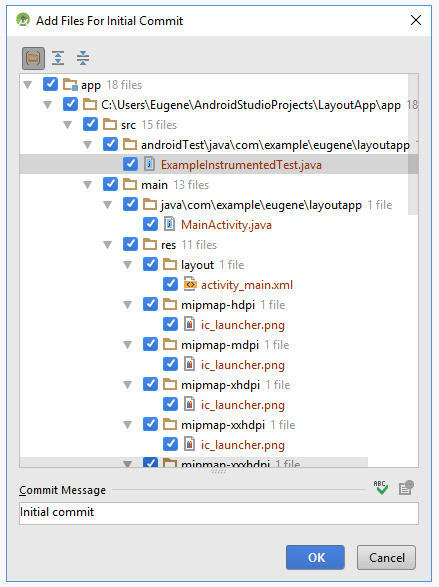 Add Files For Initial Commit
app 18 files
C:\Users\Eugene\AndroidStudioProjects\LayoutApp\app 18
src 15 files
androidTest\java\com\example\eugene\layoutapp
ExampleInstrumentedTest.java
main 13 files
java\com\example\eugene\layoutapp 1 file
MainActivity.java
res 11 files
layout 1 file
activity_main.xml
mipmap-hdpi 1 file
ic_launcher.png
mipmap-mdpi 1 file
ic_launcher.png
mipmap-xhdpi 1 file
ic_launcher.png
mipmap-xxhdpi 1 file
ic_launcher.png
mipmap-xxxhdpi 1 file
Commit Message
ABC
Initial commit
OK
Cancel